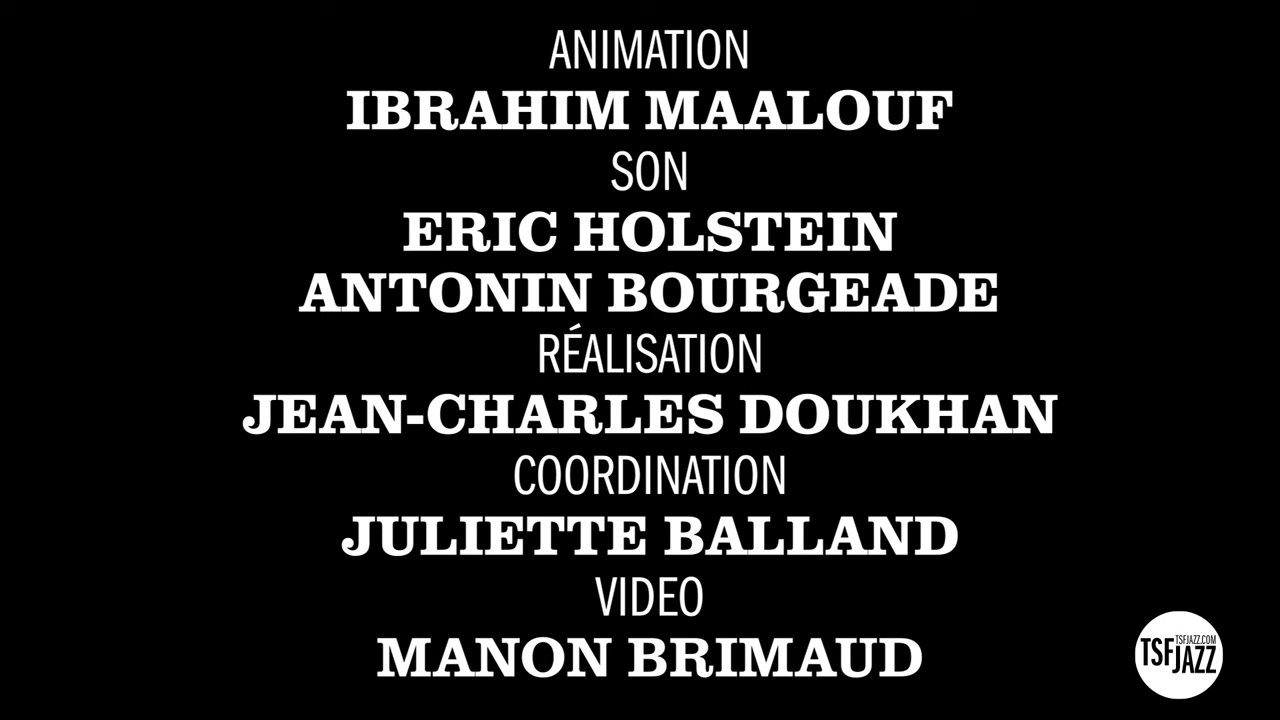 ANIMATION
IBRAHIM MAALOUF
SON
ERIC HOLSTEIN
ANTONIN BOURGEADE
RÉALISATION
JEAN-CHARLES DOUKHAN
COORDINATION
JULIETTE BALLAND
VIDEO
MANON BRIMAUD
TSFJAZZ.COM
TSF JAZZ